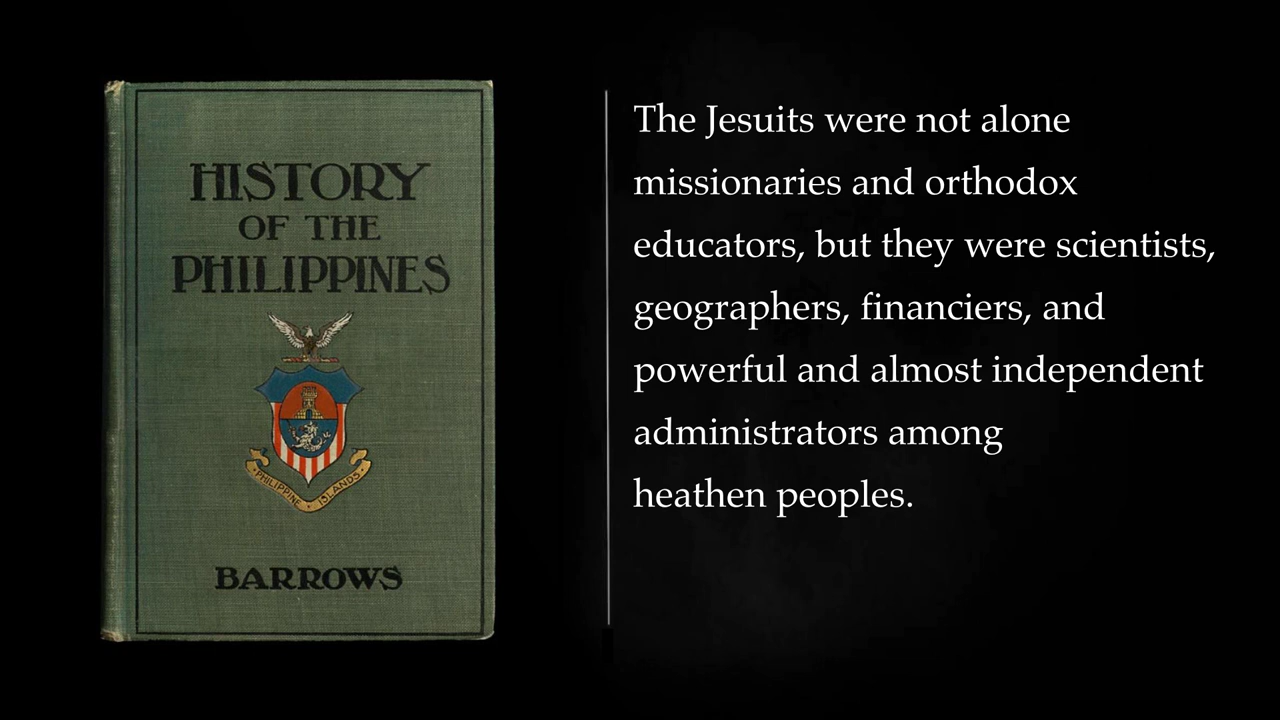 HISTORY
OF THE
PHILIPPINES
PHILIPPINE ISLANDS
BARROWS
The Jesuits were not alone
missionaries and orthodox
educators, but they were scientists,
geographers, financiers, and
powerful and almost independent
administrators among
heathen peoples.